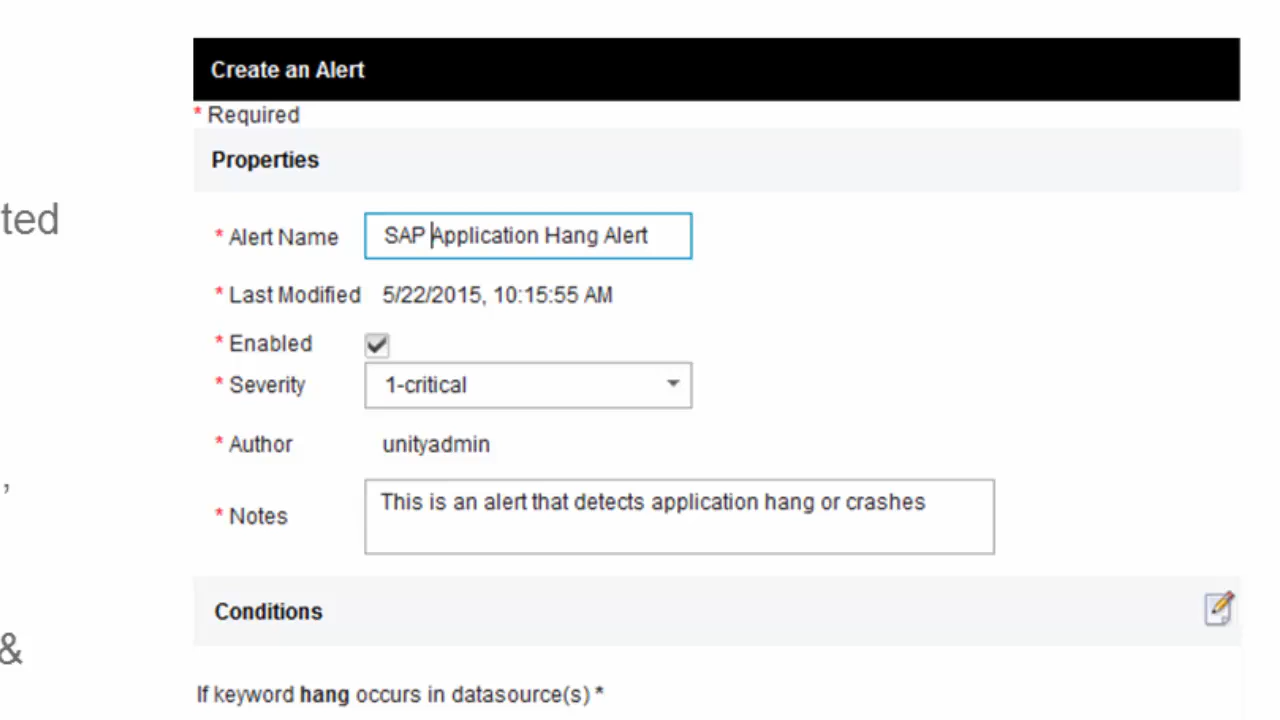 Create an Alert
* Required
Properties
ted
* Alert Name SAP Application Hang Alert
* Last Modified 5/22/2015, 10:15:55 AM
* Enabled
* Severity 1-critical
* Author unityadmin
,
* Notes This is an alert that detects application hang or crashes
Conditions
&
If keyword hang occurs in datasource(s) *